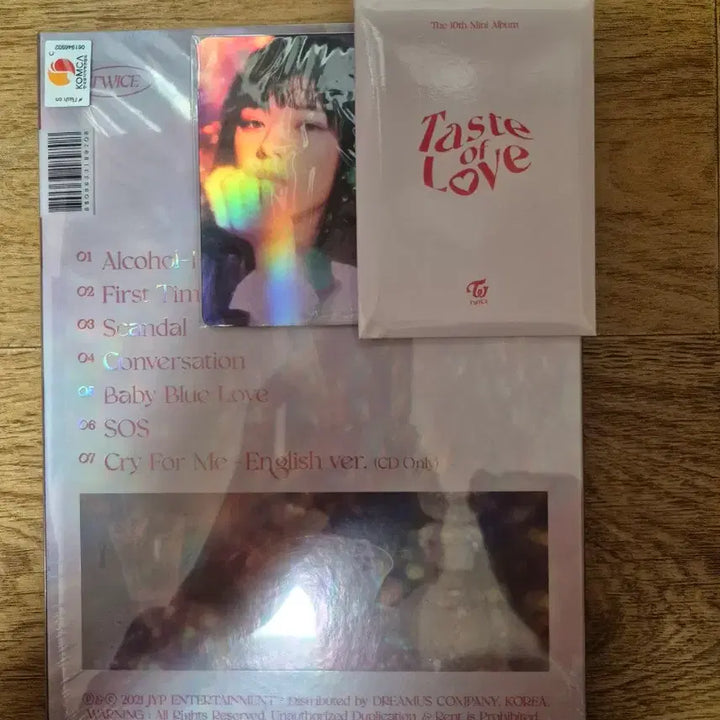 The 10th Mini Album
Taste
of
Love
TWICE
KOMCA
TWICE
01 Alcohol-
02 First Tim
03 Scandal
04 Conversation
05 Baby Blue Love
06 SOS
07 Cry For Me -English ver. (CD Only)
Ⓟ&Ⓒ 2021 JYP ENTERTAINMENT · Distributed by DREAMUS COMPANY, KOREA.
WARNING : All Rights Reserved. Unauthorized Duplication & Rent is Prohibited.